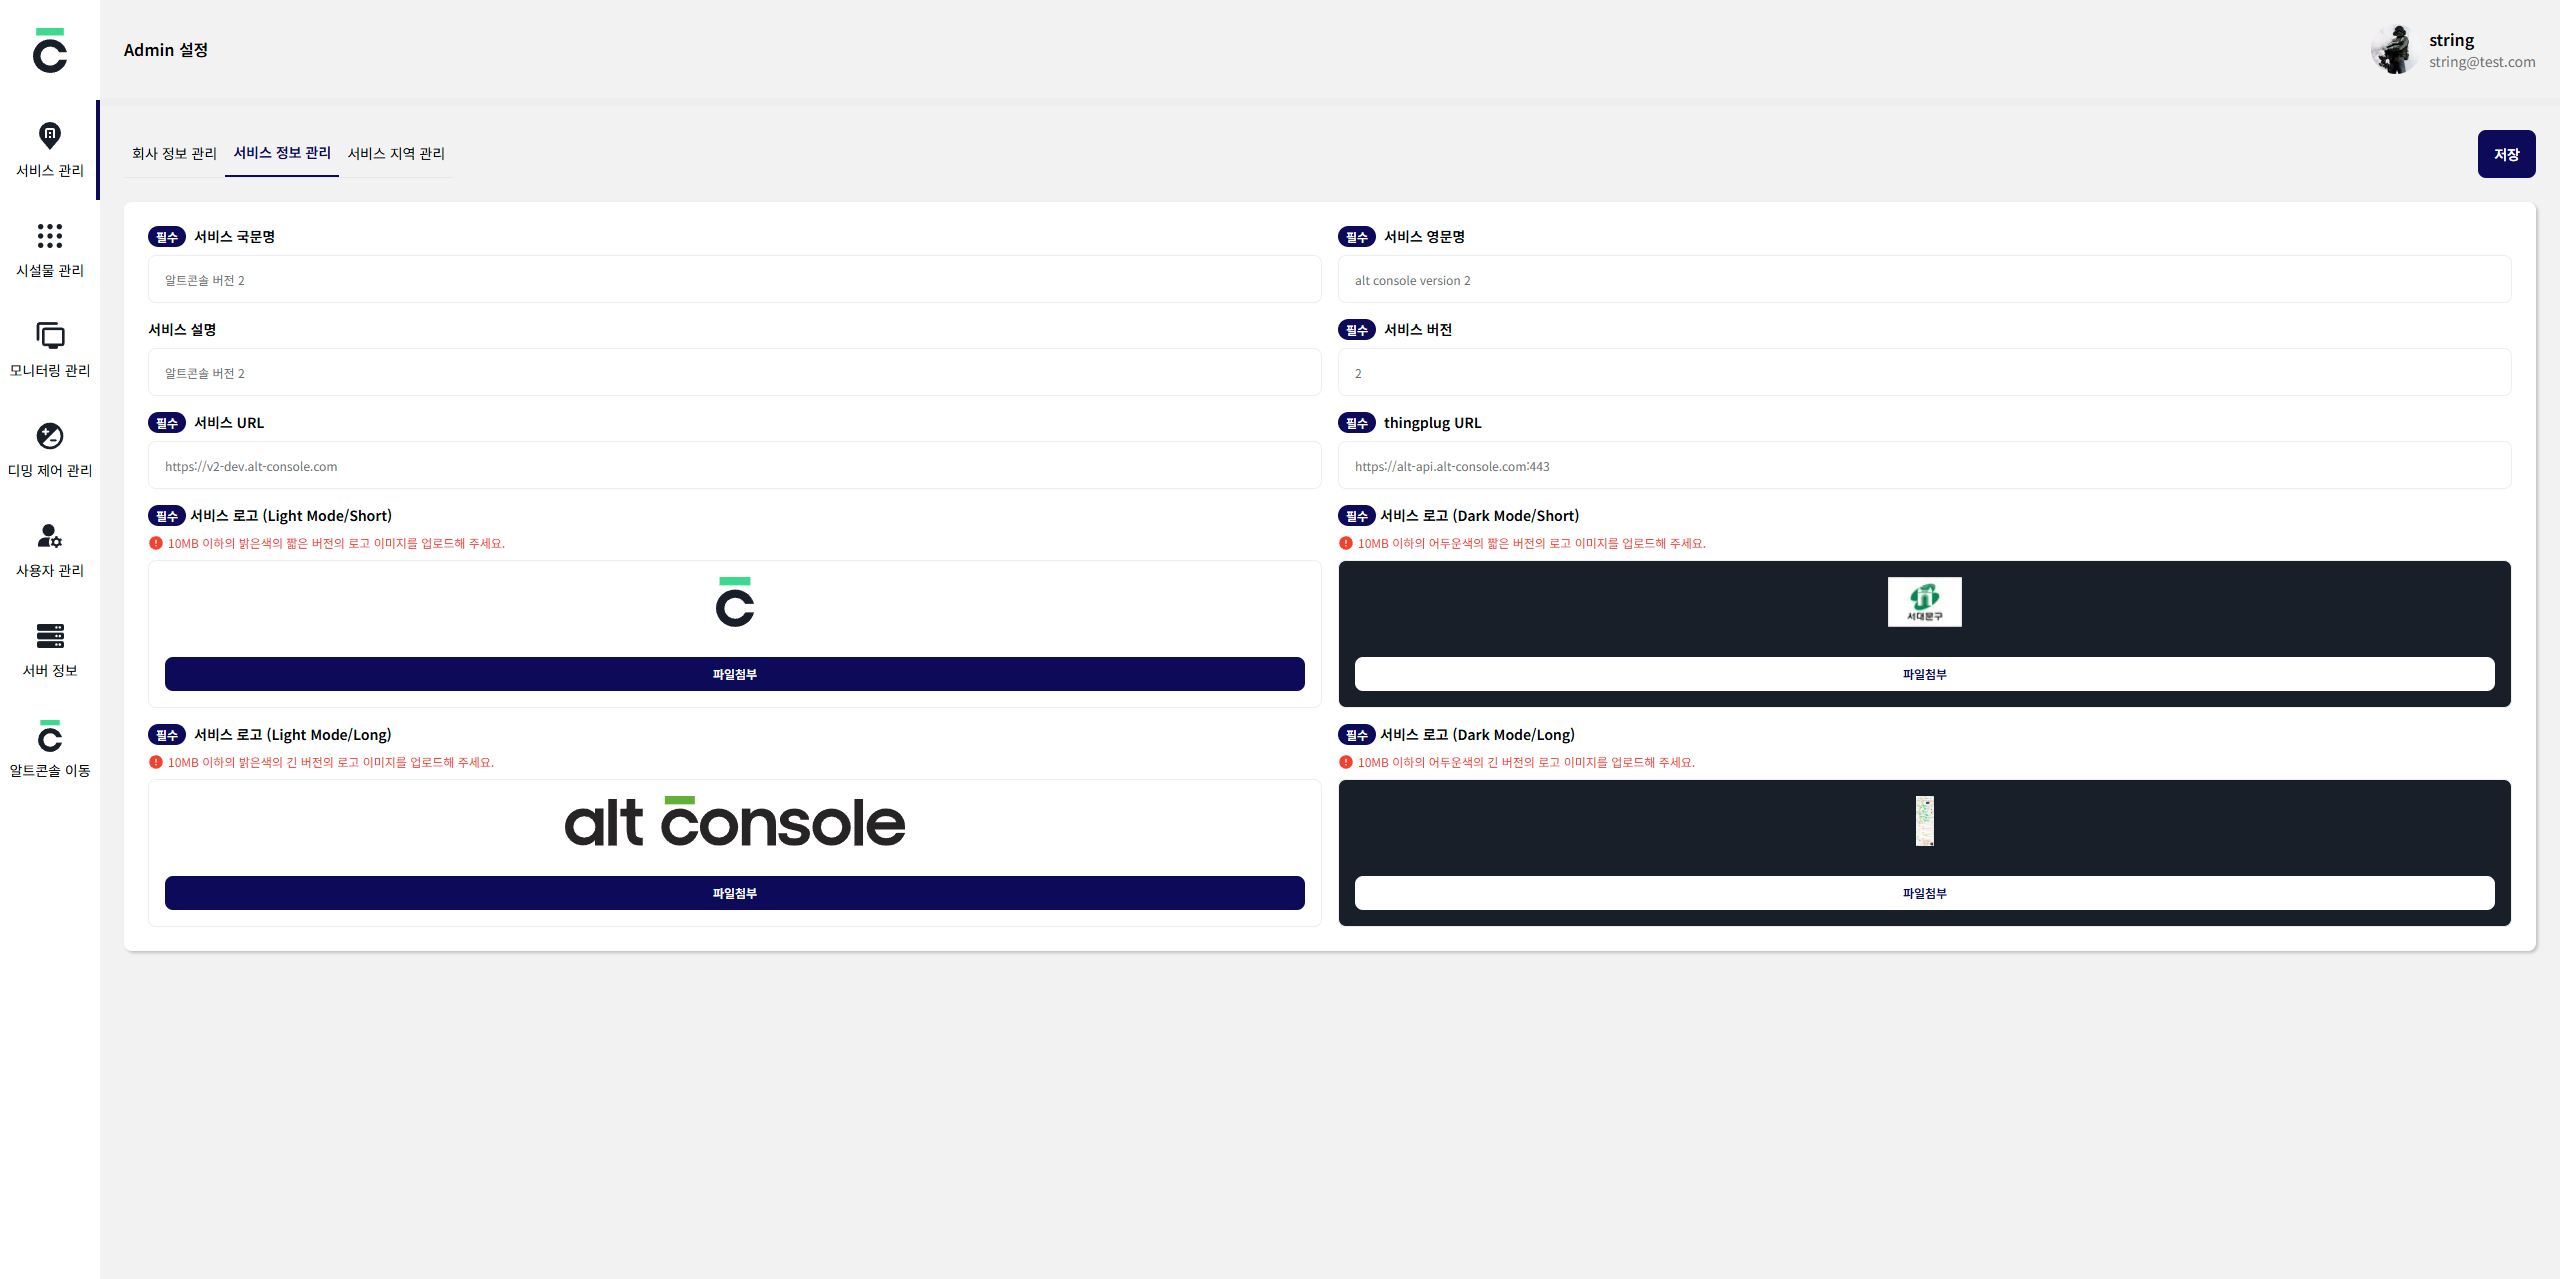 Admin 설정
string
string@test.com
서비스 관리
시설물 관리
모니터링 관리
디밍 제어 관리
사용자 관리
서버 정보
알트콘솔 이동
회사 정보 관리
서비스 정보 관리
서비스 지역 관리
저장
필수 서비스 국문명
알트콘솔 버전 2
필수 서비스 영문명
alt console version 2
서비스 설명
알트콘솔 버전 2
필수 서비스 버전
2
필수 서비스 URL
https://v2-dev.alt-console.com
필수 thingplug URL
https://alt-api.alt-console.com:443
필수 서비스 로고 (Light Mode/Short)
10MB 이하의 밝은색의 짧은 버전의 로고 이미지를 업로드해 주세요.
파일첨부
필수 서비스 로고 (Dark Mode/Short)
10MB 이하의 어두운색의 짧은 버전의 로고 이미지를 업로드해 주세요.
서대문구
파일첨부
필수 서비스 로고 (Light Mode/Long)
10MB 이하의 밝은색의 긴 버전의 로고 이미지를 업로드해 주세요.
alt console
파일첨부
필수 서비스 로고 (Dark Mode/Long)
10MB 이하의 어두운색의 긴 버전의 로고 이미지를 업로드해 주세요.
파일첨부